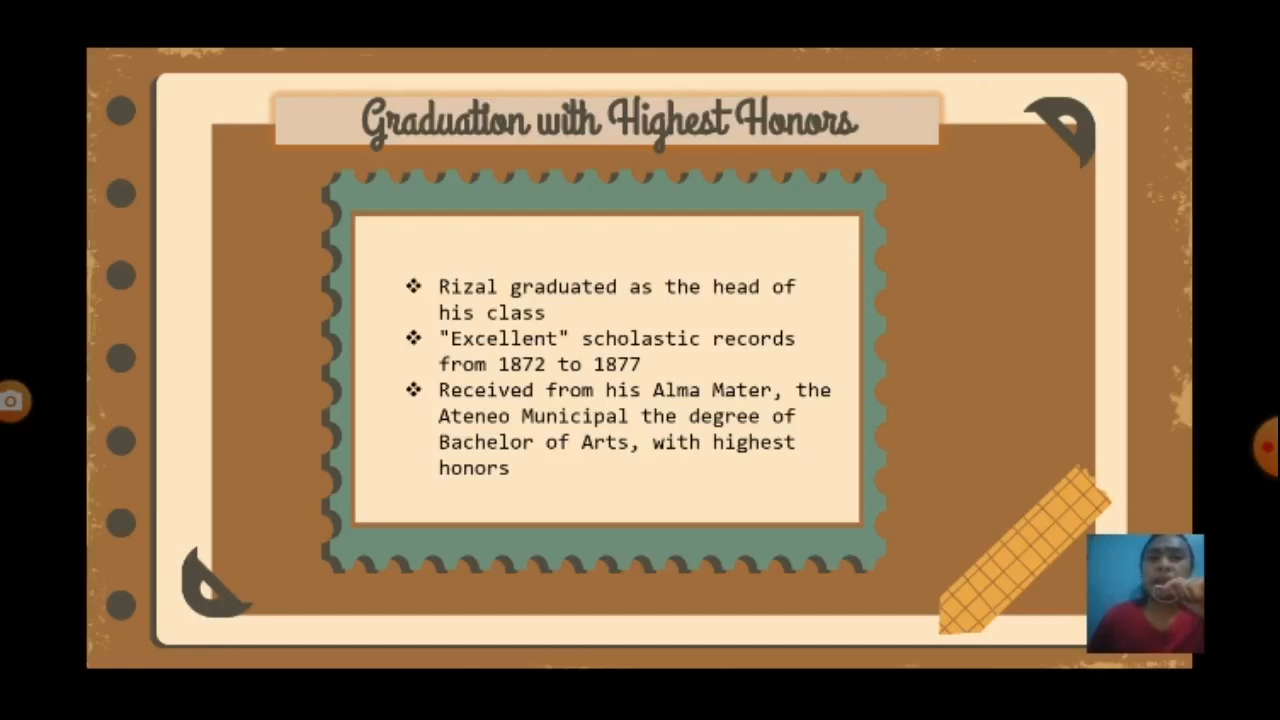 Graduation with Highest Honors
❖ Rizal graduated as the head of
his class
❖ "Excellent" scholastic records
from 1872 to 1877
❖ Received from his Alma Mater, the
Ateneo Municipal the degree of
Bachelor of Arts, with highest
honors